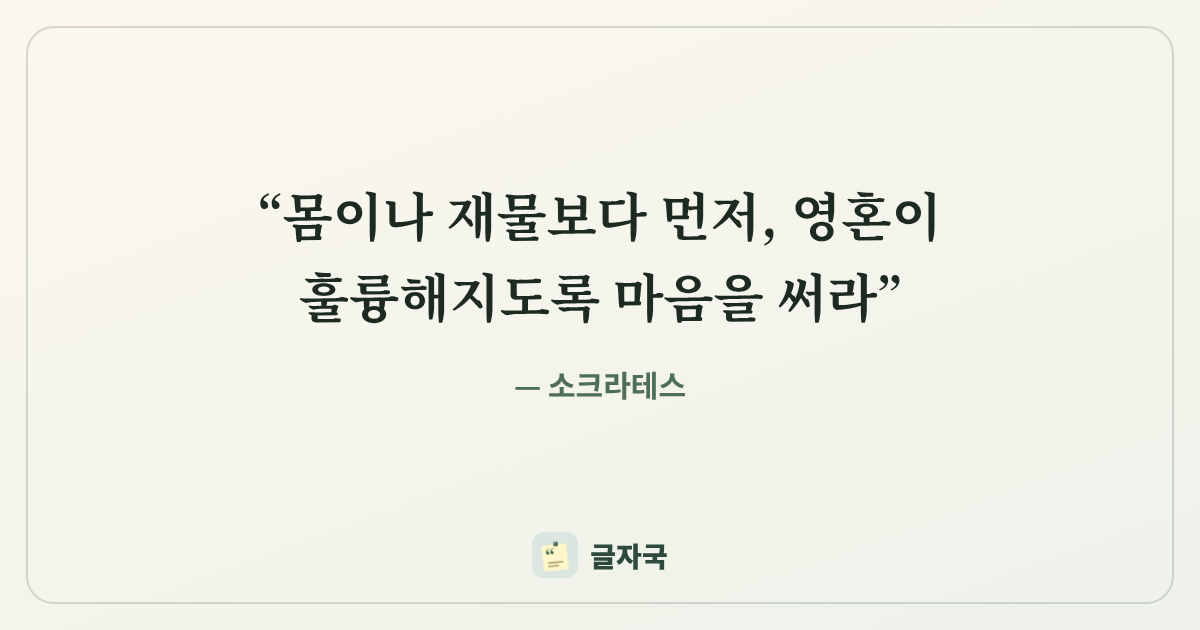 “몸이나 재물보다 먼저, 영혼이
훌륭해지도록 마음을 써라”
— 소크라테스
글자국